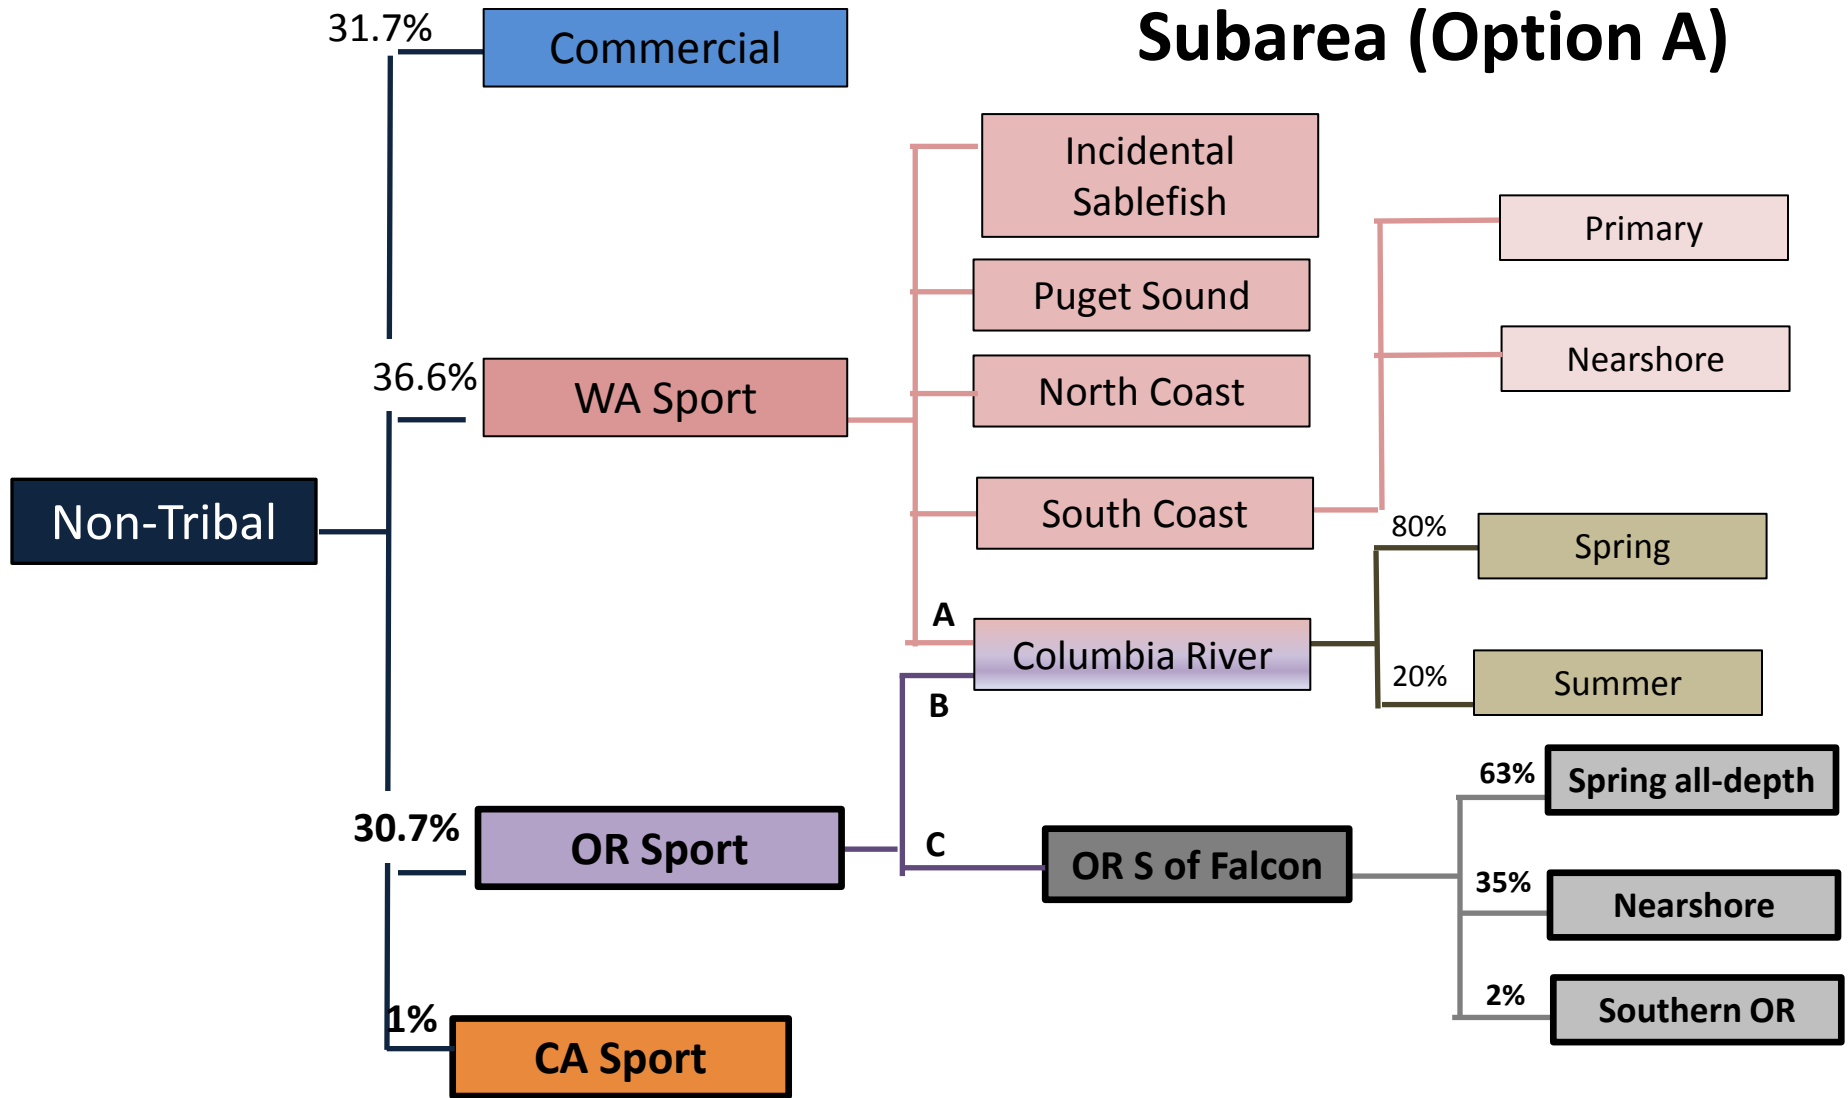 Subarea (Option A)
31.7%
Commercial
Incidental
Sablefish
Primary
Puget Sound
Nearshore
36.6%
WA Sport
North Coast
South Coast
Non-Tribal
80%
Spring
A
Columbia River
20%
Summer
B
63%
Spring all-depth
30.7%
OR Sport
C
OR S of Falcon
35%
Nearshore
2%
Southern OR
1%
CA Sport